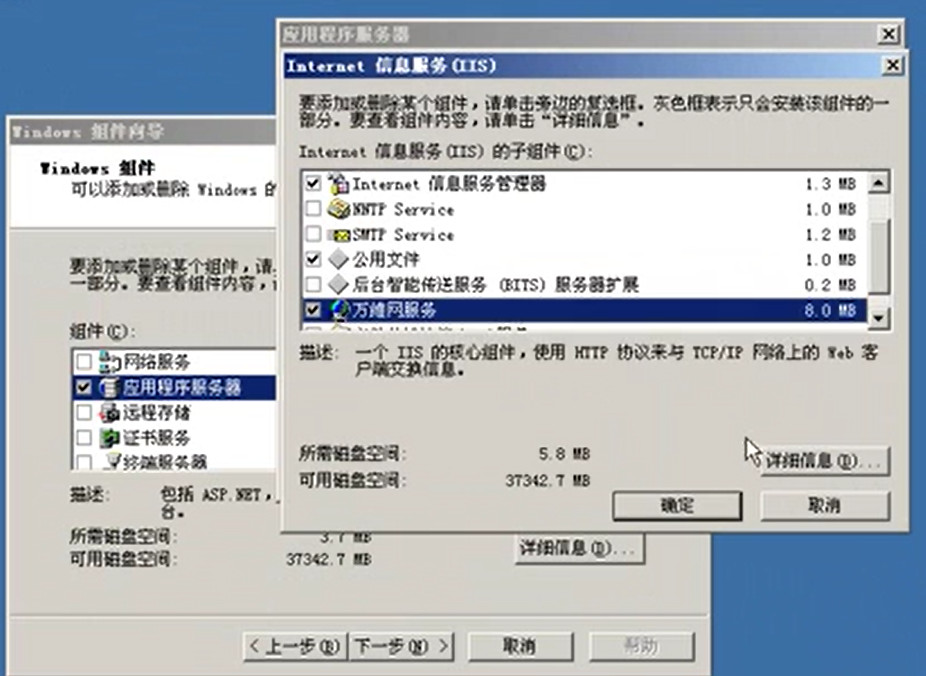 应用程序服务器
Internet 信息服务(IIS)
要添加或删除某个组件，请单击旁边的复选框。灰色框表示只会安装该组件的一
部分。要查看组件内容，请单击“详细信息”。
Internet 信息服务(IIS) 的子组件(C):
Internet 信息服务管理器 1.3 MB
NNTP Service 1.0 MB
SMTP Service 1.2 MB
公用文件 1.0 MB
后台智能传送服务 (BITS) 服务器扩展 0.2 MB
万维网服务 8.0 MB
描述: 一个 IIS 的核心组件，使用 HTTP 协议来与 TCP/IP 网络上的 Web 客
户端交换信息。
所需磁盘空间: 5.8 MB
可用磁盘空间: 37342.7 MB
详细信息(D)...
确定 取消
Windows 组件向导
Windows 组件
可以添加或删除 Windows 的
要添加或删除某个组件，请
一部分。要查看组件内容，
组件(C):
网络服务
应用程序服务器
远程存储
证书服务
终端服务器
描述: 包括 ASP.NET，
台。
所需磁盘空间: 3.7 MB
可用磁盘空间: 37342.7 MB
详细信息(D)...
< 上一步(B) 下一步(N) > 取消 帮助